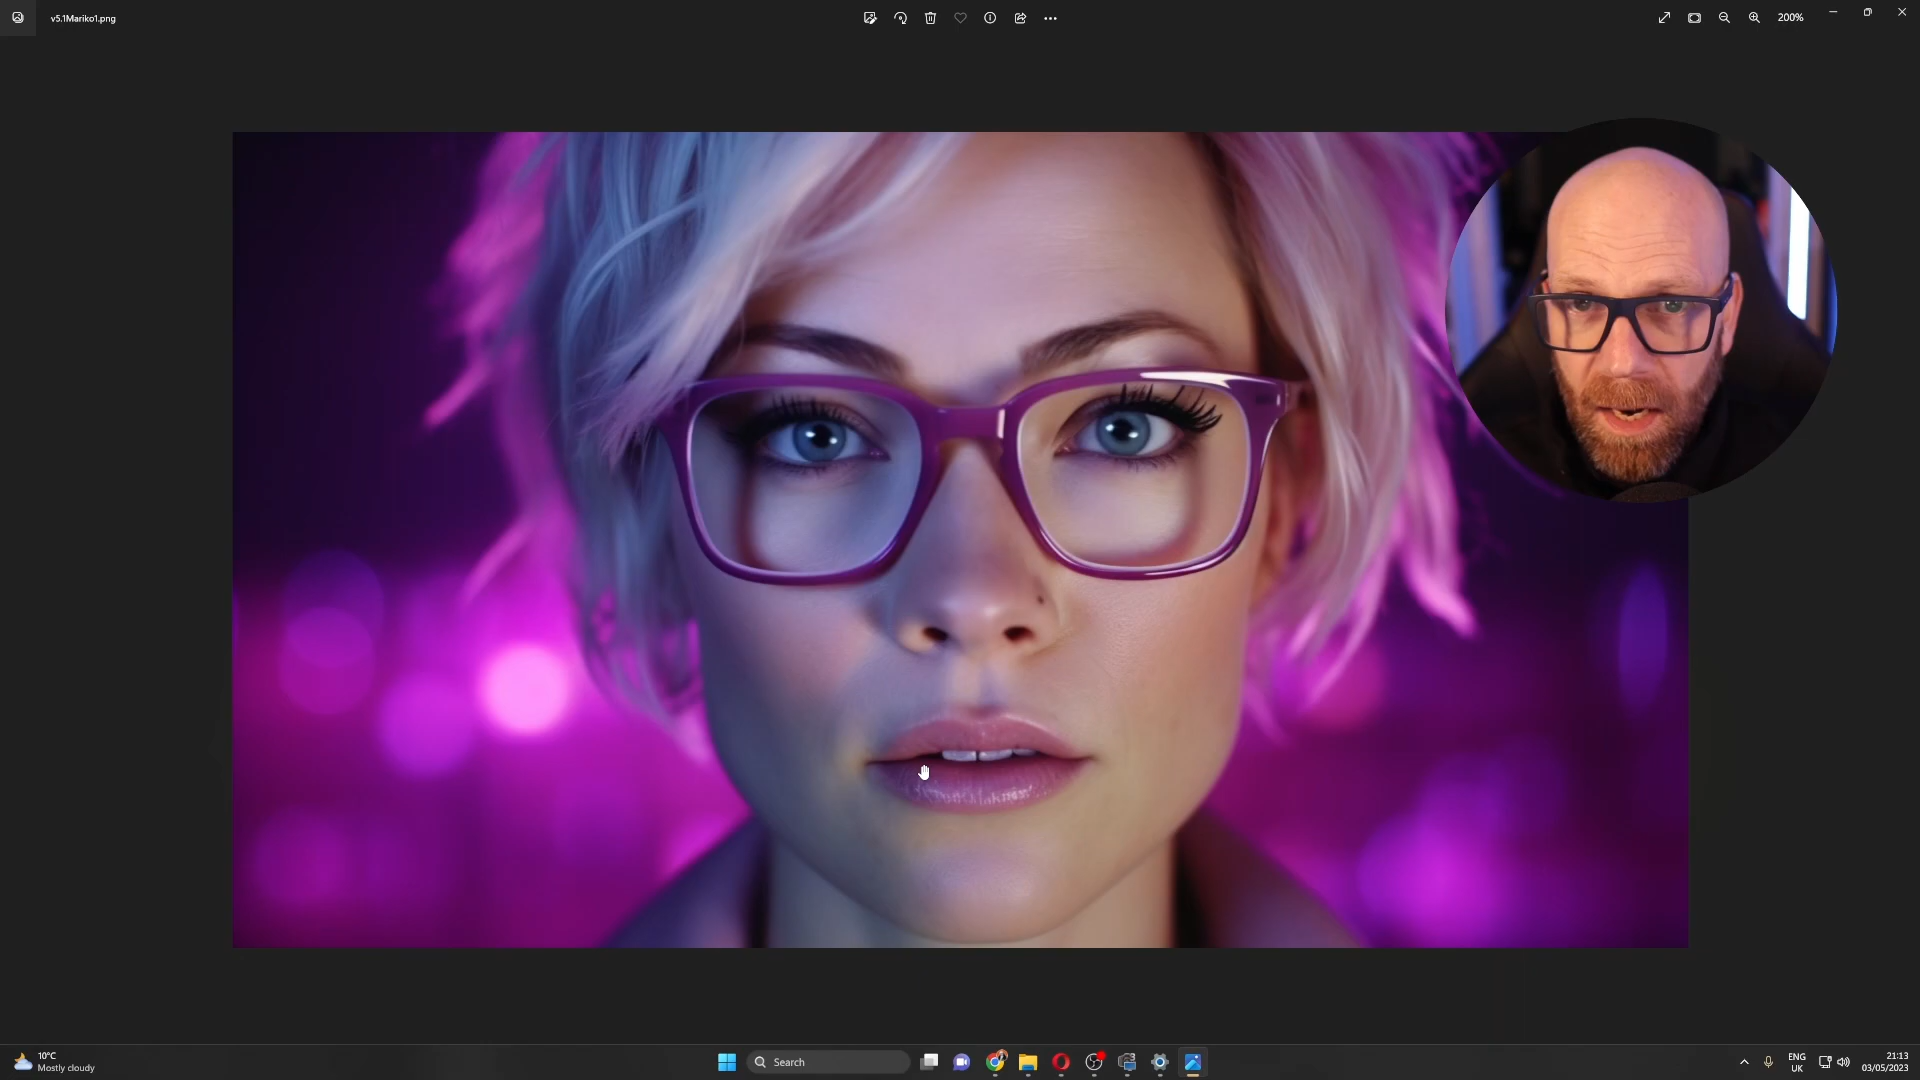 v5.1Mariko1.png
200%
10°C
Mostly cloudy
Search
ENG
UK
21:13
03/05/2023